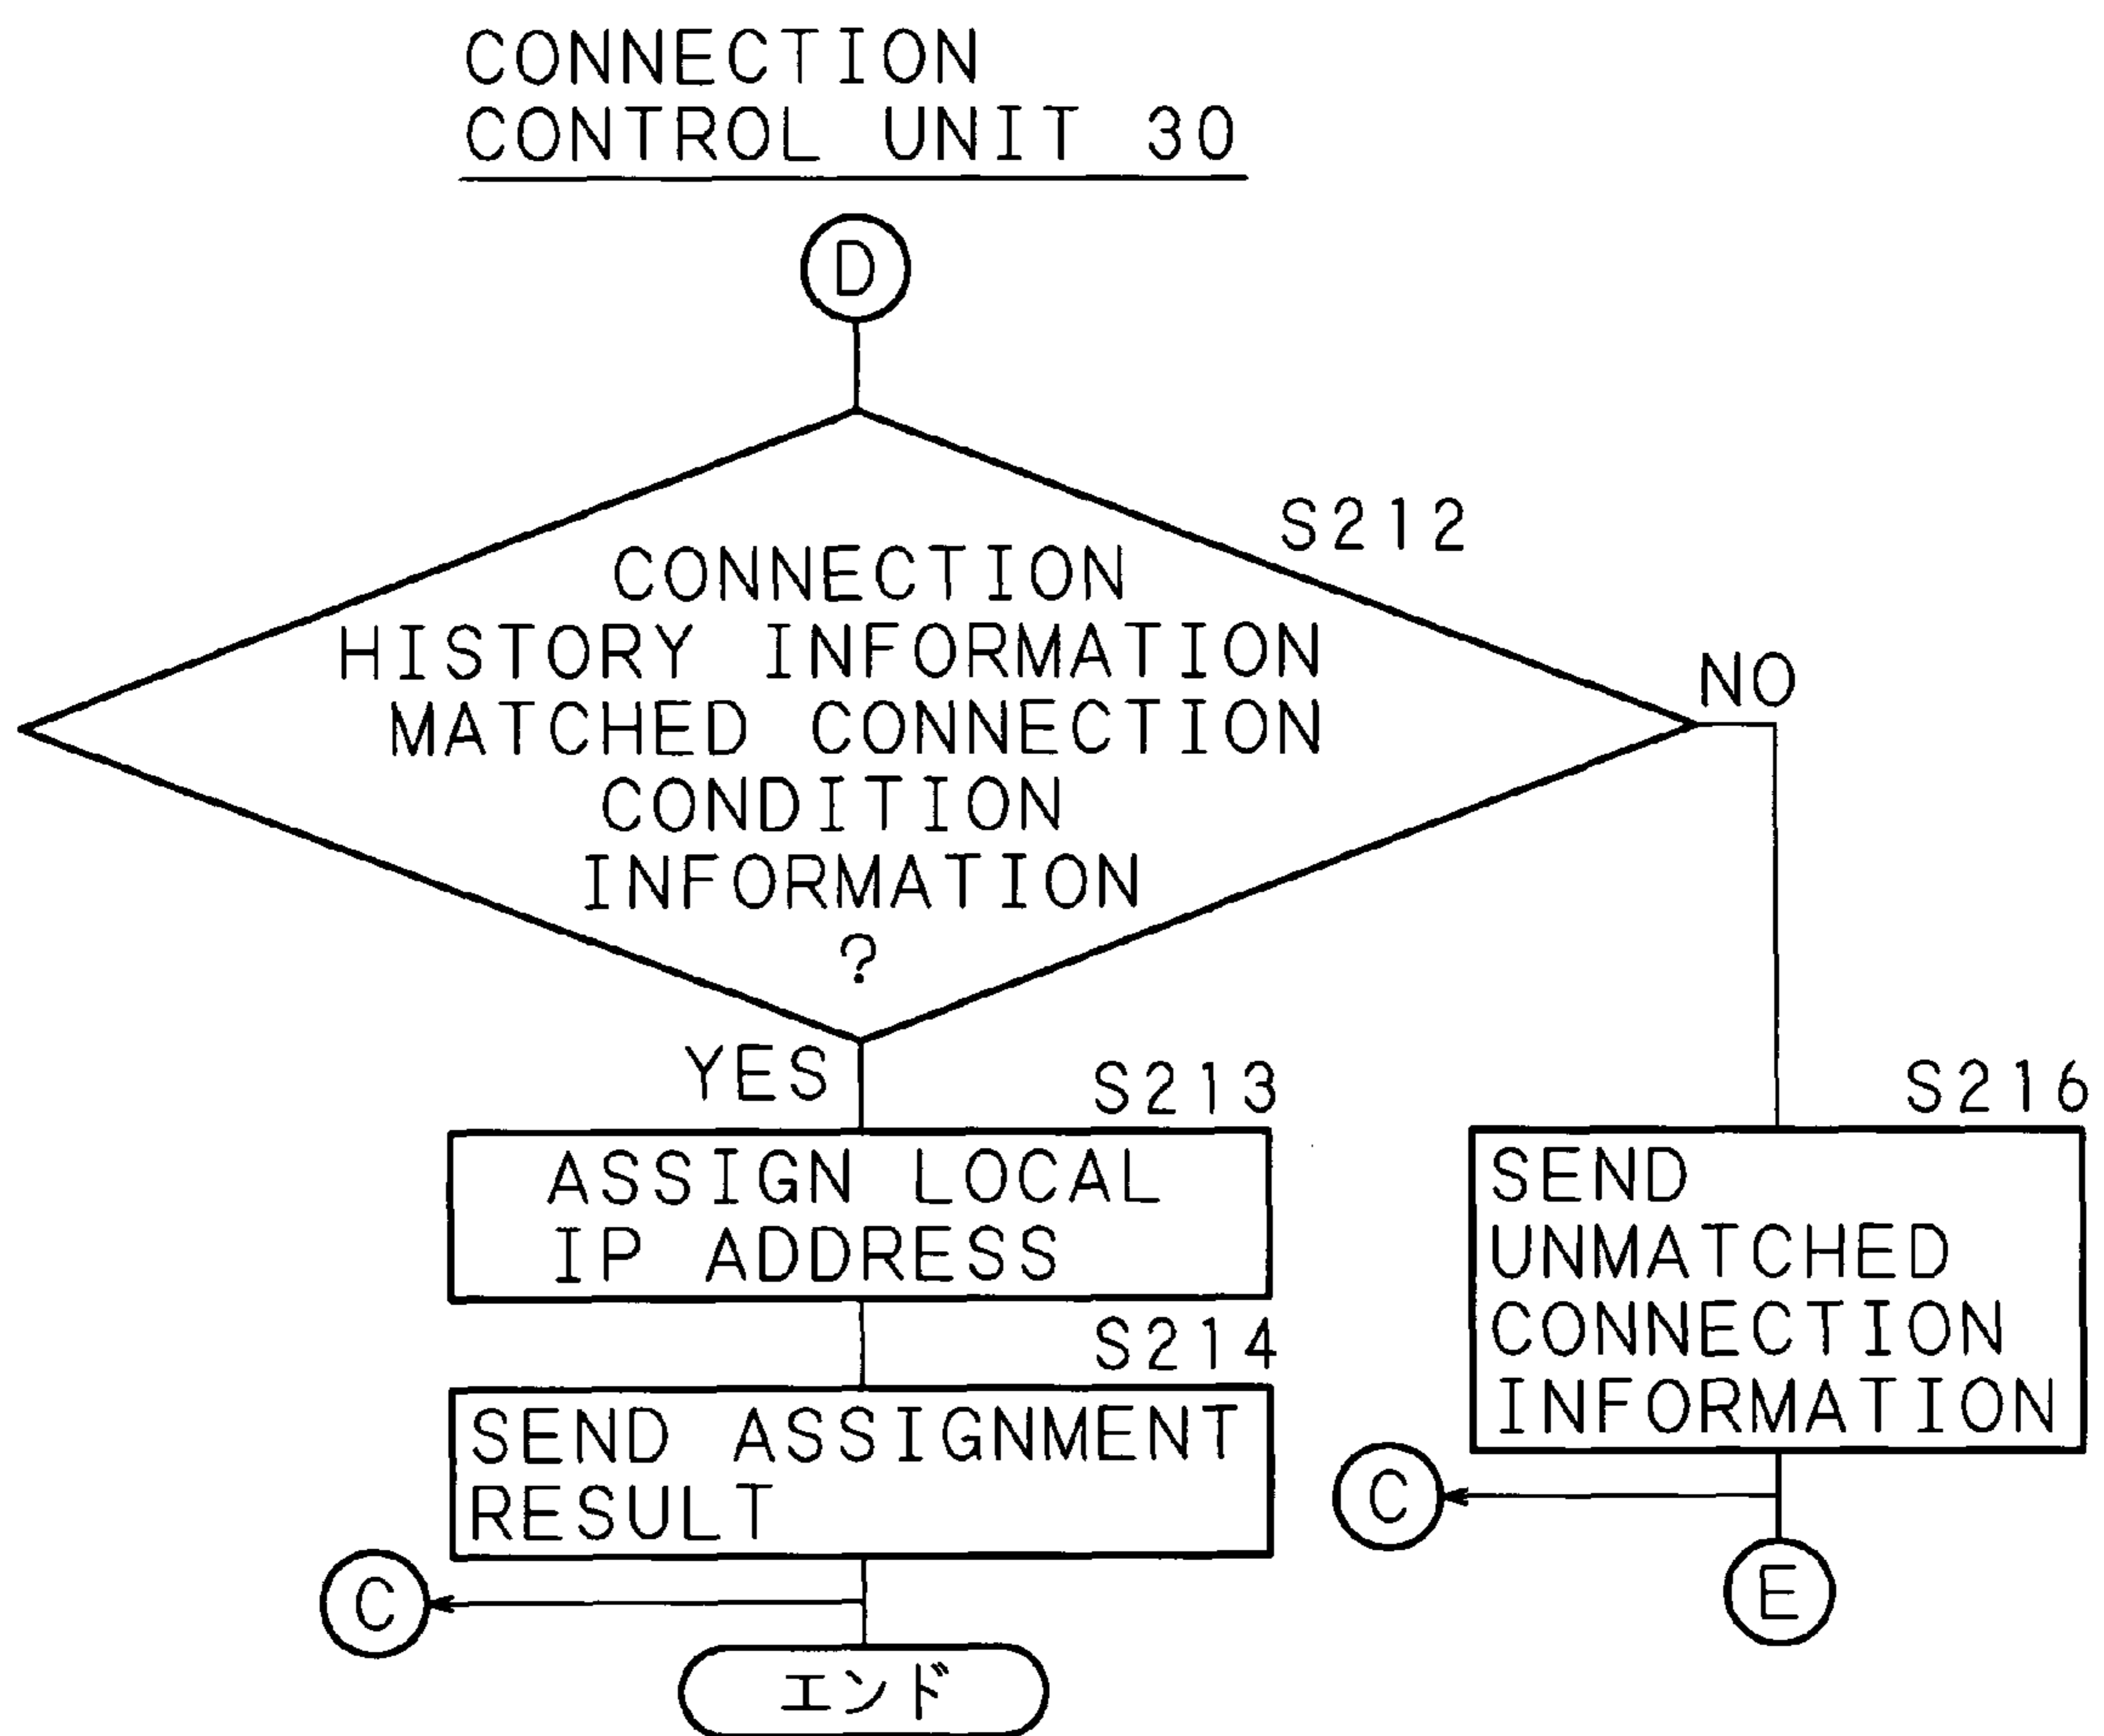 CONNECTION
CONTROL UNIT 30
D
S212
CONNECTION
HISTORY INFORMATION
MATCHED CONNECTION
CONDITION
INFORMATION
?
NO
YES
S213
ASSIGN LOCAL
IP ADDRESS
S214
SEND ASSIGNMENT
RESULT
C
エンド
S216
SEND
UNMATCHED
CONNECTION
INFORMATION
C
E